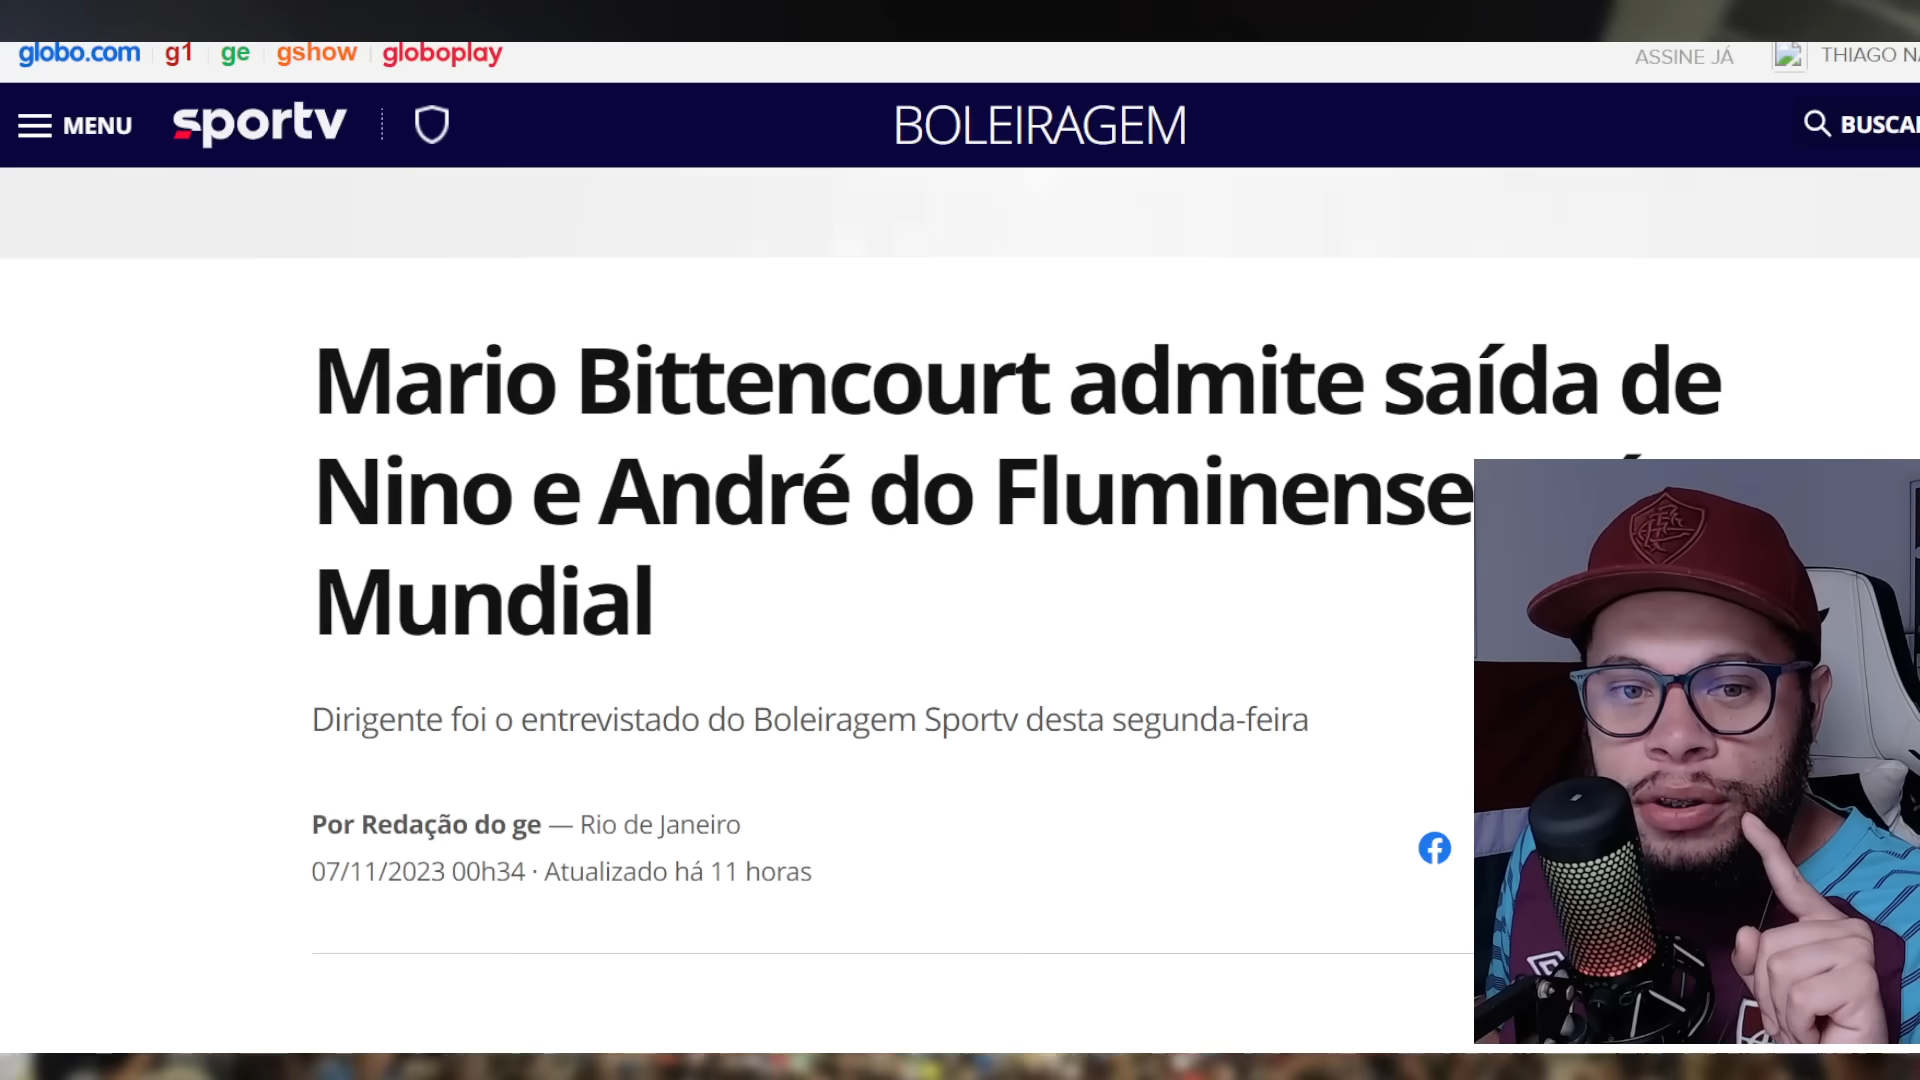 globo.com g1 ge gshow globoplay ASSINE JÁ THIAGO
MENU sportv BOLEIRAGEM
Mario Bittencourt admite saída de
Nino e André do Fluminense
Mundial
Dirigente foi o entrevistado do Boleiragem Sportv desta segunda-feira
Por Redação do ge — Rio de Janeiro
07/11/2023 00h34 · Atualizado há 11 horas